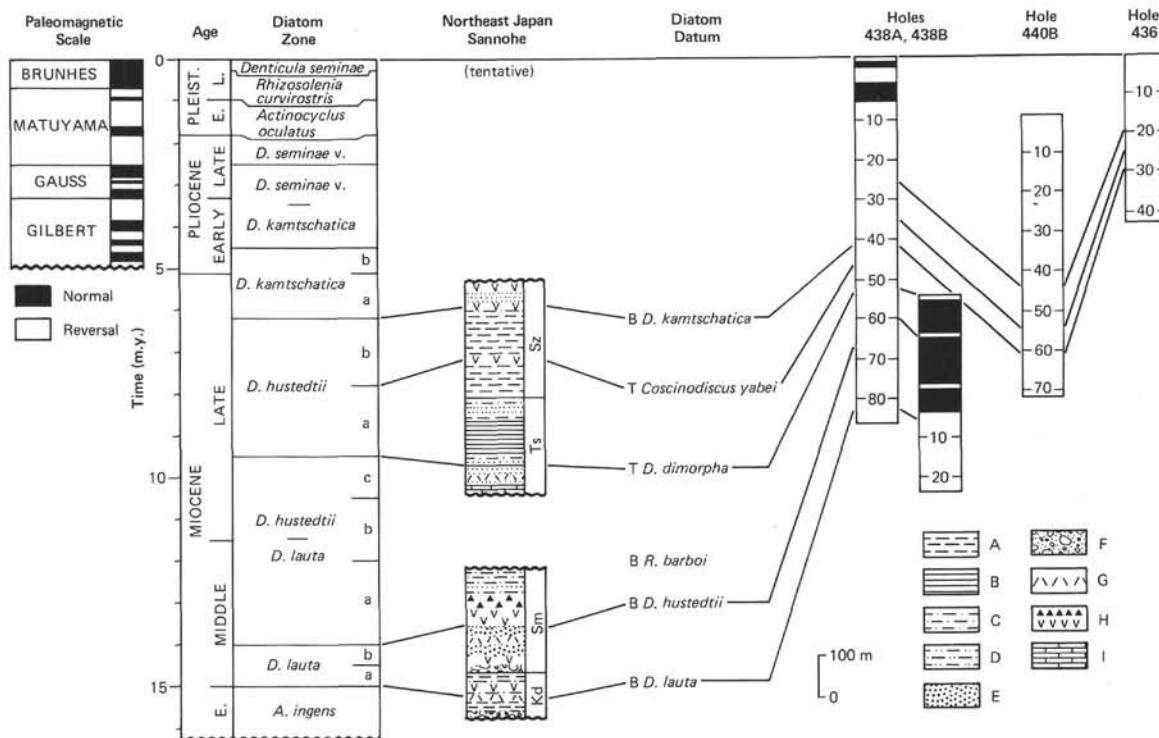 Paleomagnetic
Scale
Age
Diatom
Zone
Northeast Japan
Sannohe
Diatom
Datum
Holes
438A, 438B
Hole
440B
Hole
436
BRUNHES
MATUYAMA
GAUSS
GILBERT
Normal
Reversal
Time (m.y.)
0
5
10
15
PLEIST.
L.
E.
PLIOCENE
LATE
EARLY
MIOCENE
LATE
MIDDLE
E.
Denticula seminae
Rhizosolenia
curvirostris
Actinocyclus
oculatus
D. seminae v.
D. seminae v.
—
D. kamtschatica
b
D. kamtschatica
a
b
D. hustedtii
a
c
D. hustedtii
—
b
D. lauta
a
b
D. lauta
a
A. ingens
(tentative)
Sz
Ts
Sm
Kd
B D. kamtschatica
T Coscinodiscus yabei
T D. dimorpha
B R. barboi
B D. hustedtii
B D. lauta
100 m
0
10
20
30
40
50
60
70
80
10
20
10
20
30
40
50
60
70
10
20
30
40
A
B
C
D
E
F
G
H
I